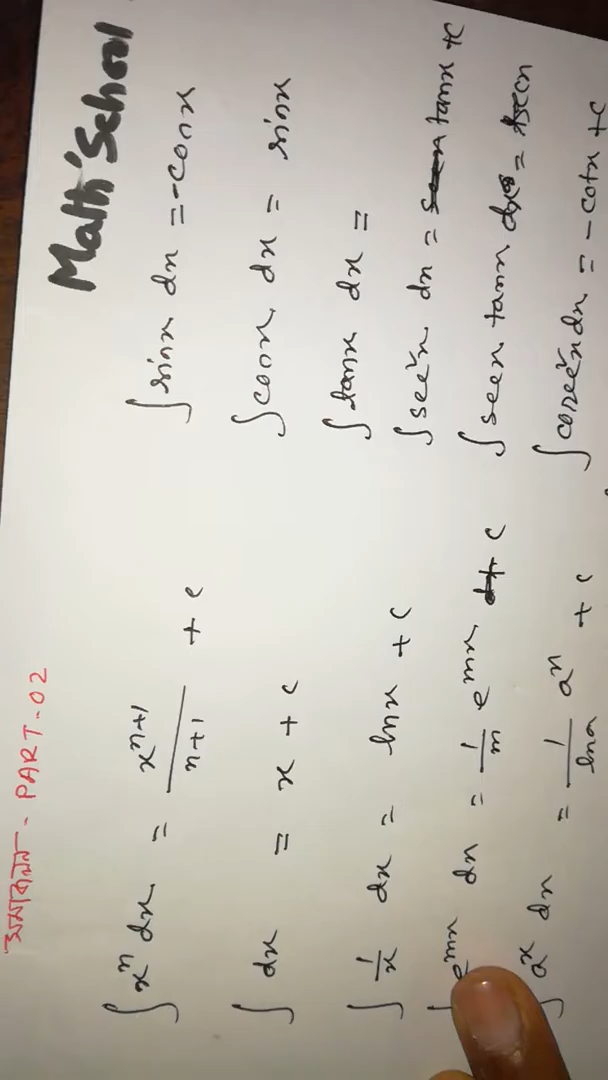 সমাকলন - PART-02
Math School
∫ xⁿ dx = xⁿ⁺¹ / n+1 + c
∫ dx = x + c
∫ 1/x dx = lnx + c
∫ eᵐˣ dx = 1/m eᵐˣ + c
∫ aˣ dx = 1/lna aˣ + c
∫ sinx dx = -cosx
∫ cosx dx = sinx
∫ tanx dx =
∫ sec²x dx = tanx + c
∫ secx tanx dx = secx
∫ cosec²x dx = -cotx + c